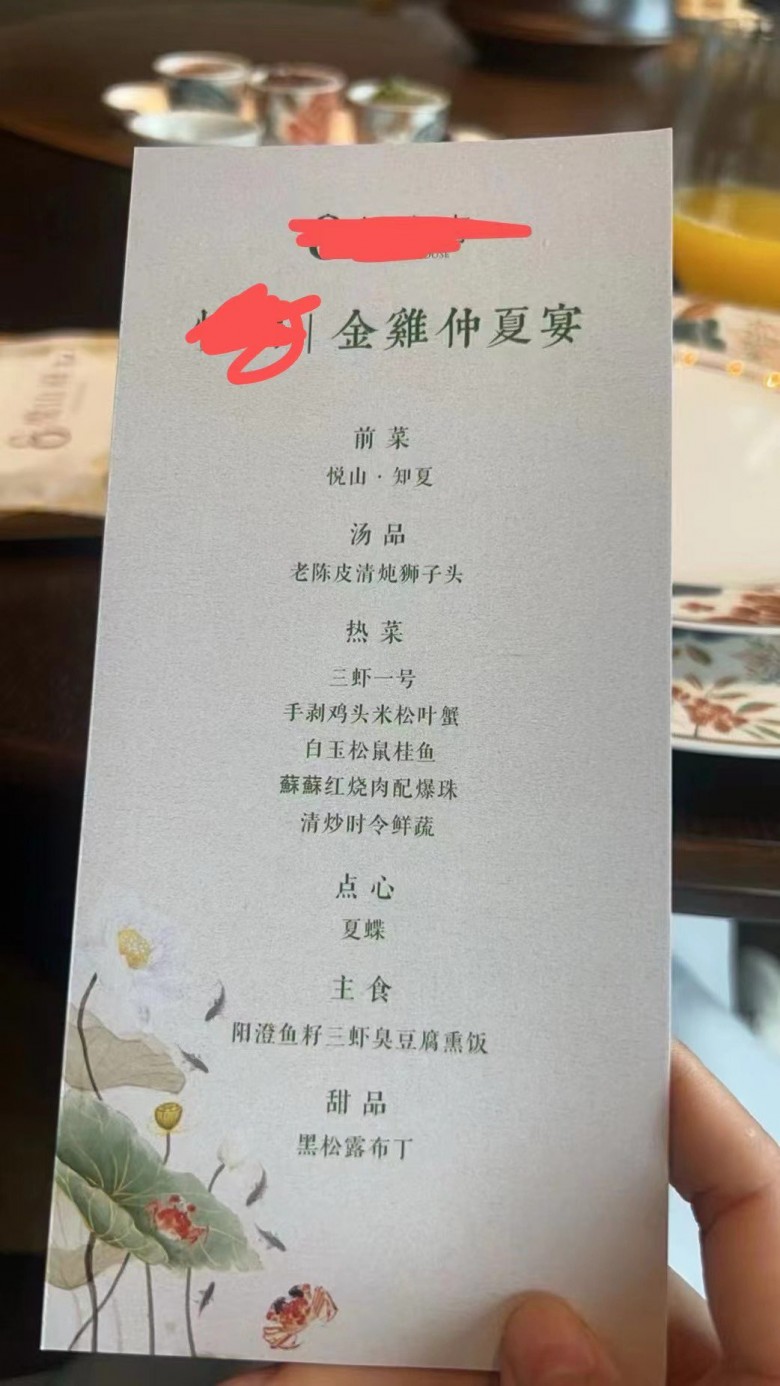 金雞仲夏宴
前菜
悦山·知夏
汤品
老陈皮清炖狮子头
热菜
三虾一号
手剥鸡头米松叶蟹
白玉松鼠桂鱼
蘇蘇红烧肉配爆珠
清炒时令鲜蔬
点心
夏蝶
主食
阳澄鱼籽三虾臭豆腐熏饭
甜品
黑松露布丁